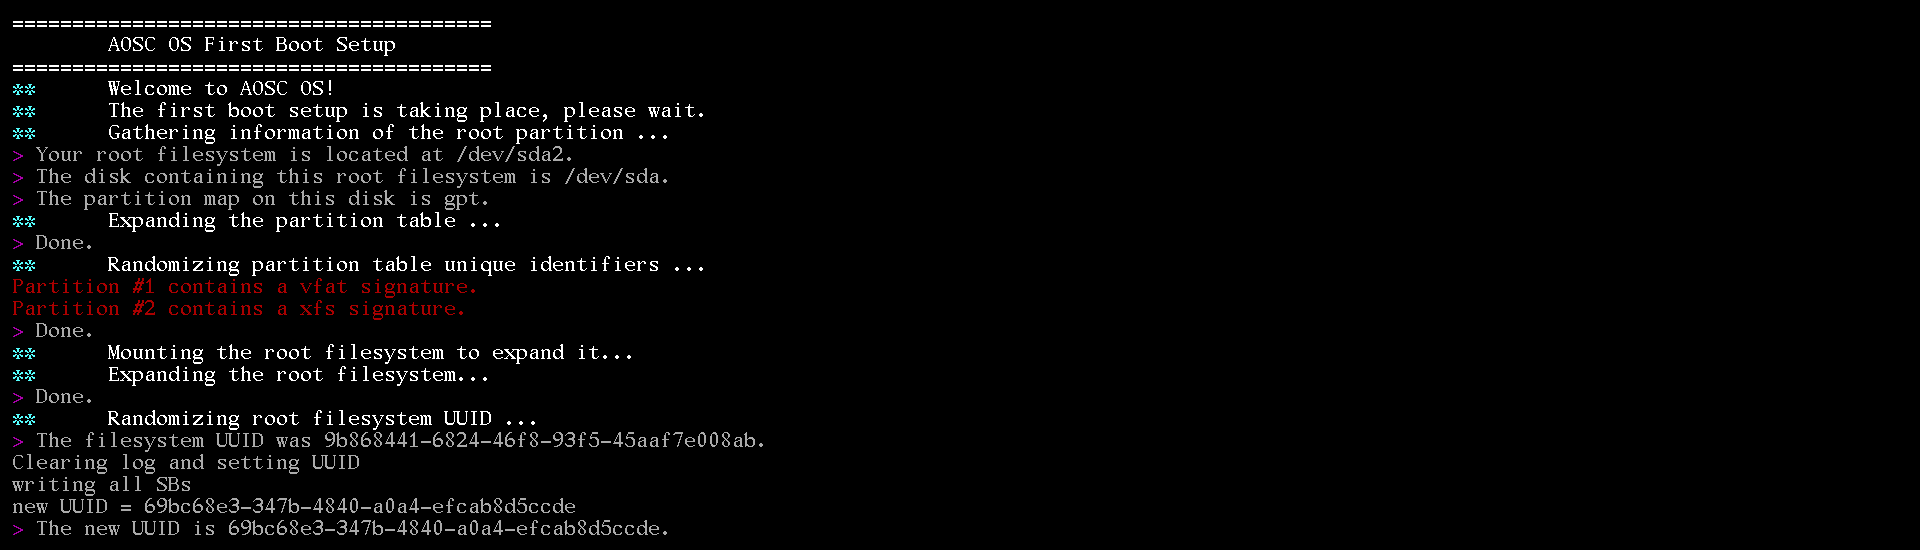 ========================================
AOSC OS First Boot Setup
========================================
** Welcome to AOSC OS!
** The first boot setup is taking place, please wait.
** Gathering information of the root partition ...
> Your root filesystem is located at /dev/sda2.
> The disk containing this root filesystem is /dev/sda.
> The partition map on this disk is gpt.
** Expanding the partition table ...
> Done.
** Randomizing partition table unique identifiers ...
Partition #1 contains a vfat signature.
Partition #2 contains a xfs signature.
> Done.
** Mounting the root filesystem to expand it...
** Expanding the root filesystem...
> Done.
** Randomizing root filesystem UUID ...
> The filesystem UUID was 9b868441-6824-46f8-93f5-45aaf7e008ab.
Clearing log and setting UUID
writing all SBs
new UUID = 69bc68e3-347b-4840-a0a4-efcab8d5ccde
> The new UUID is 69bc68e3-347b-4840-a0a4-efcab8d5ccde.